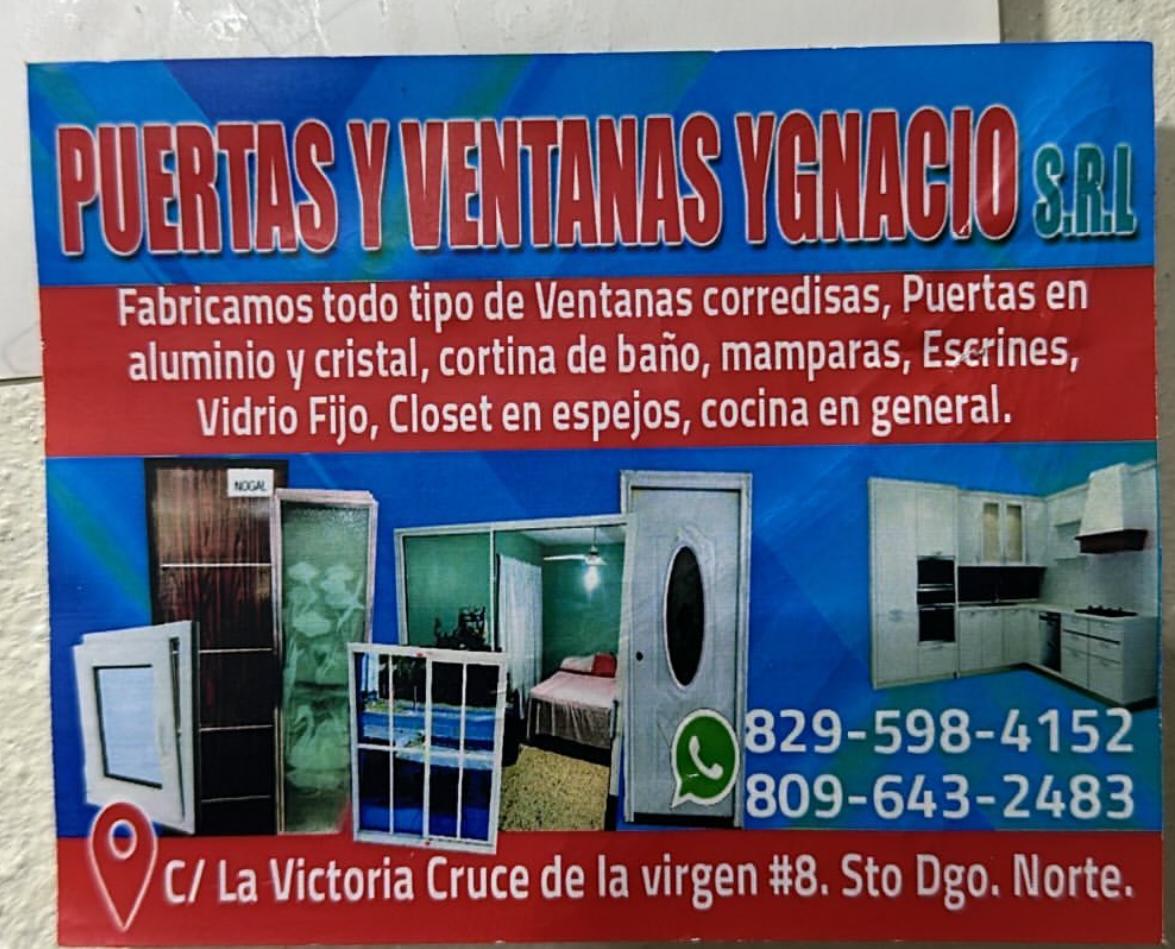 PUERTAS Y VENTANAS YGNACIO S.R.L
Fabricamos todo tipo de Ventanas corredisas, Puertas en
aluminio y cristal, cortina de baño, mamparas, Escrines,
Vidrio Fijo, Closet en espejos, cocina en general.
NOGAL
829-598-4152
809-643-2483
C/ La Victoria Cruce de la virgen #8. Sto Dgo. Norte.